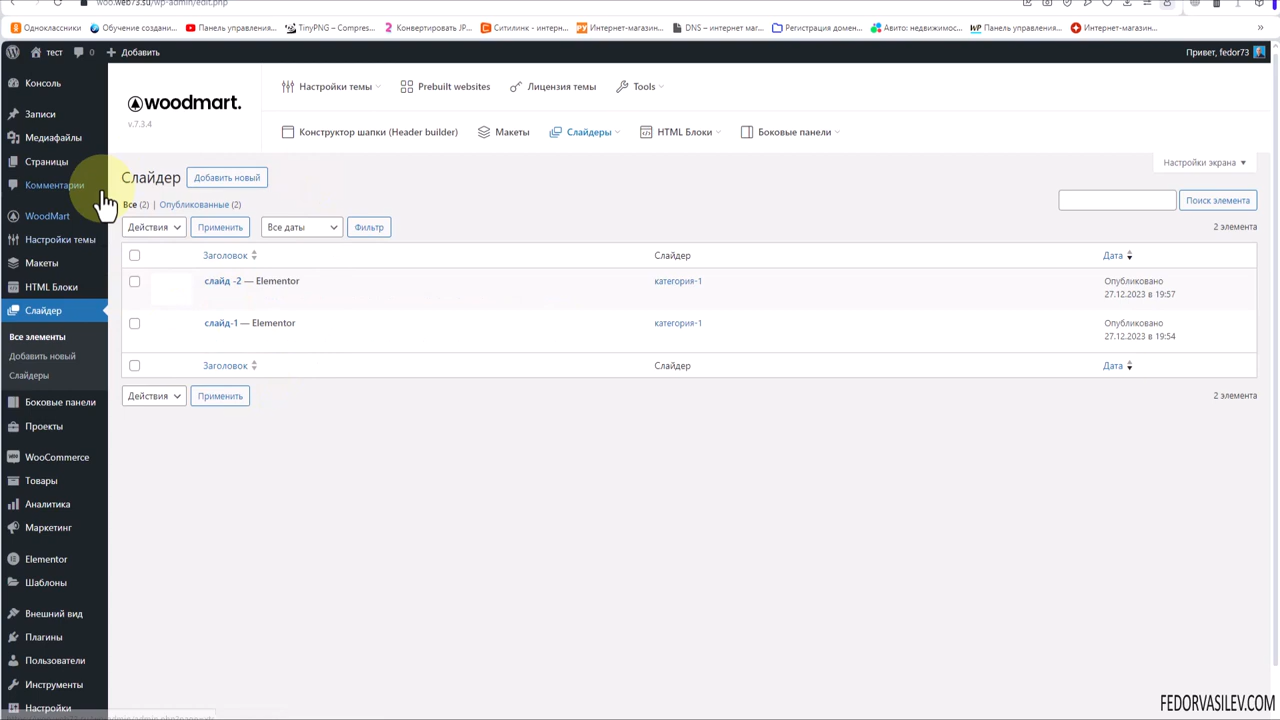 woo.web73.su/wp-admin/edit.php
Одноклассники
Обучение создани...
Панель управления...
TinyPNG – Compres...
Конвертировать JP...
Ситилинк - интерн...
Интернет-магазин...
DNS – интернет маг...
Регистрация домен...
Авито: недвижимос...
Панель управления...
Интернет-магазин...
тест
0
Добавить
Привет, fedor73
Консоль
Записи
Медиафайлы
Страницы
Комментарии
WoodMart
Настройки темы
Макеты
HTML Блоки
Слайдер
Все элементы
Добавить новый
Слайдеры
Боковые панели
Проекты
WooCommerce
Товары
Аналитика
Маркетинг
Elementor
Шаблоны
Внешний вид
Плагины
Пользователи
Инструменты
Настройки
woodmart.
v.7.3.4
Настройки темы
Prebuilt websites
Лицензия темы
Tools
Конструктор шапки (Header builder)
Макеты
Слайдеры
HTML Блоки
Боковые панели
Настройки экрана
Слайдер
Добавить новый
Все (2) | Опубликованные (2)
Поиск элемента
Действия
Применить
Все даты
Фильтр
2 элемента
Заголовок
Слайдер
Дата
слайд -2 — Elementor
категория-1
Опубликовано
27.12.2023 в 19:57
слайд-1 — Elementor
категория-1
Опубликовано
27.12.2023 в 19:54
Заголовок
Слайдер
Дата
Действия
Применить
2 элемента
FEDORVASILEV.COM